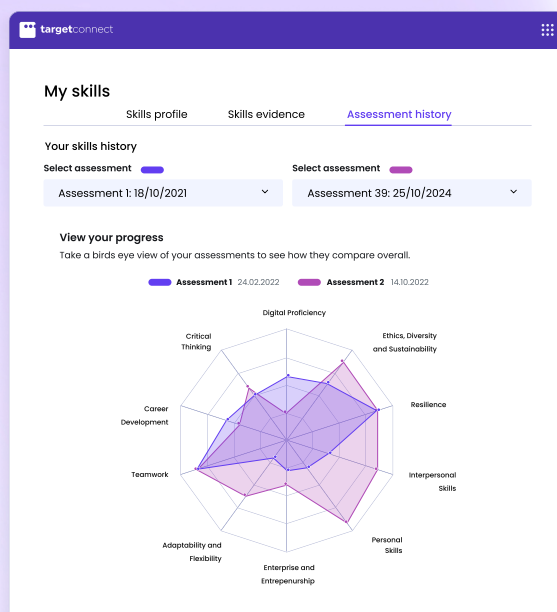 targetconnect
My skills
Skills profile Skills evidence Assessment history
Your skills history
Select assessment Select assessment
Assessment 1: 18/10/2021 Assessment 39: 25/10/2024
View your progress
Take a birds eye view of your assessments to see how they compare overall.
Assessment 1 24.02.2022 Assessment 2 14.10.2022
Digital Proficiency
Ethics, Diversity
and Sustainability
Resilience
Interpersonal
Skills
Personal
Skills
Enterprise and
Entrepenurship
Adaptability and
Flexibility
Teamwork
Career
Development
Critical
Thinking